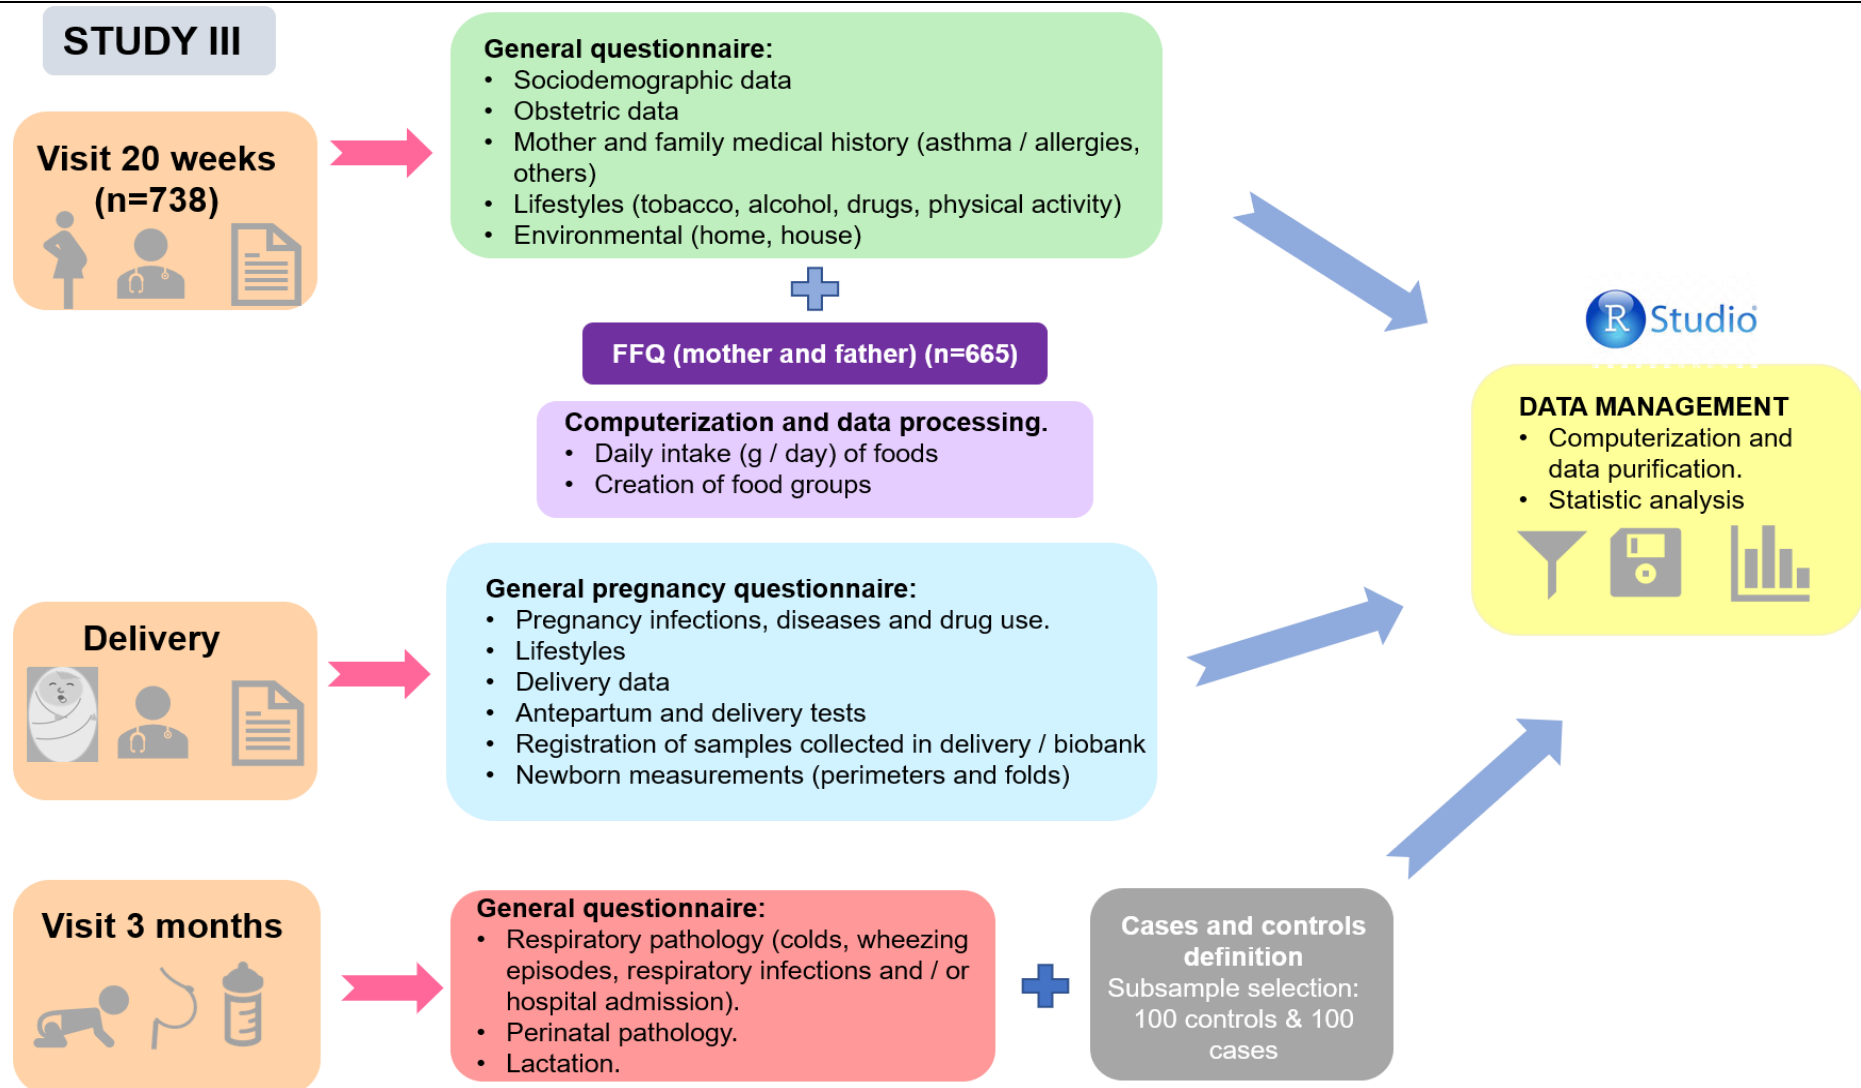 STUDY III
Visit 20 weeks
(n=738)
General questionnaire:
• Sociodemographic data
• Obstetric data
• Mother and family medical history (asthma / allergies,
others)
• Lifestyles (tobacco, alcohol, drugs, physical activity)
• Environmental (home, house)
FFQ (mother and father) (n=665)
Computerization and data processing.
• Daily intake (g / day) of foods
• Creation of food groups
R Studio
DATA MANAGEMENT
• Computerization and
data purification.
• Statistic analysis
Delivery
General pregnancy questionnaire:
• Pregnancy infections, diseases and drug use.
• Lifestyles
• Delivery data
• Antepartum and delivery tests
• Registration of samples collected in delivery / biobank
• Newborn measurements (perimeters and folds)
Visit 3 months
General questionnaire:
• Respiratory pathology (colds, wheezing
episodes, respiratory infections and / or
hospital admission).
• Perinatal pathology.
• Lactation.
Cases and controls
definition
Subsample selection:
100 controls & 100
cases